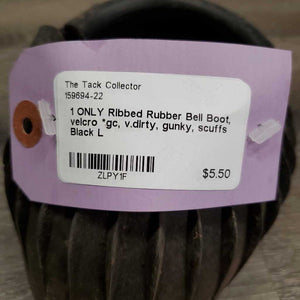 The Tack Collector
159694-22
1 ONLY Ribbed Rubber Bell Boot,
velcro *gc, v.dirty, gunky, scuffs
Black L
ZLPY1F
$5.50